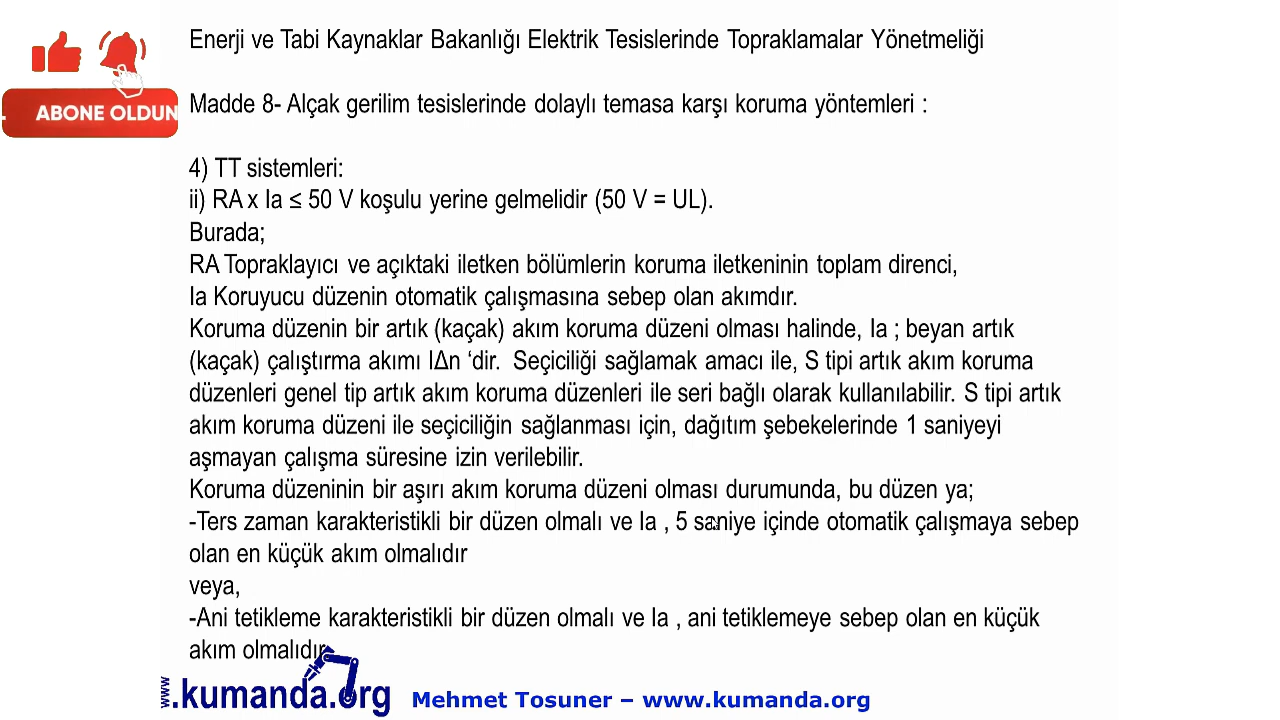 Enerji ve Tabi Kaynaklar Bakanlığı Elektrik Tesislerinde Topraklamalar Yönetmeliği
ABONE OLDUN
Madde 8- Alçak gerilim tesislerinde dolaylı temasa karşı koruma yöntemleri :
4) TT sistemleri:
ii) RA x Ia ≤ 50 V koşulu yerine gelmelidir (50 V = UL).
Burada;
RA Topraklayıcı ve açıktaki iletken bölümlerin koruma iletkeninin toplam direnci,
Ia Koruyucu düzenin otomatik çalışmasına sebep olan akımdır.
Koruma düzenin bir artık (kaçak) akım koruma düzeni olması halinde, Ia ; beyan artık
(kaçak) çalıştırma akımı IΔn ‘dir. Seçiciliği sağlamak amacı ile, S tipi artık akım koruma
düzenleri genel tip artık akım koruma düzenleri ile seri bağlı olarak kullanılabilir. S tipi artık
akım koruma düzeni ile seçiciliğin sağlanması için, dağıtım şebekelerinde 1 saniyeyi
aşmayan çalışma süresine izin verilebilir.
Koruma düzeninin bir aşırı akım koruma düzeni olması durumunda, bu düzen ya;
-Ters zaman karakteristikli bir düzen olmalı ve Ia , 5 saniye içinde otomatik çalışmaya sebep
olan en küçük akım olmalıdır
veya,
-Ani tetikleme karakteristikli bir düzen olmalı ve Ia , ani tetiklemeye sebep olan en küçük
akım olmalıdır
www.kumanda.org
Mehmet Tosuner – www.kumanda.org